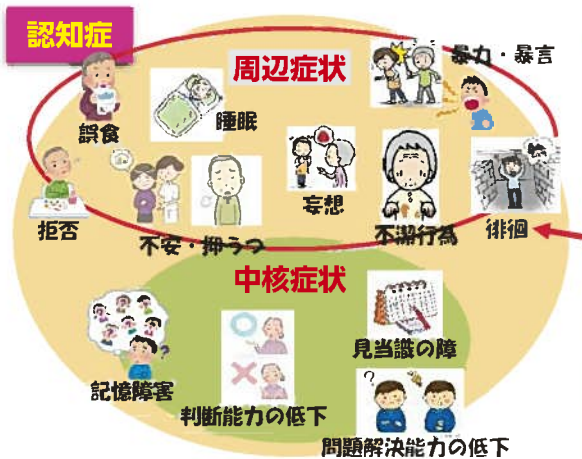 認知症
周辺症状
暴力・暴言
誤食
睡眠
妄想
拒否
不安・抑うつ
不潔行為
徘徊
中核症状
記憶障害
判断能力の低下
見当識の障
問題解決能力の低下